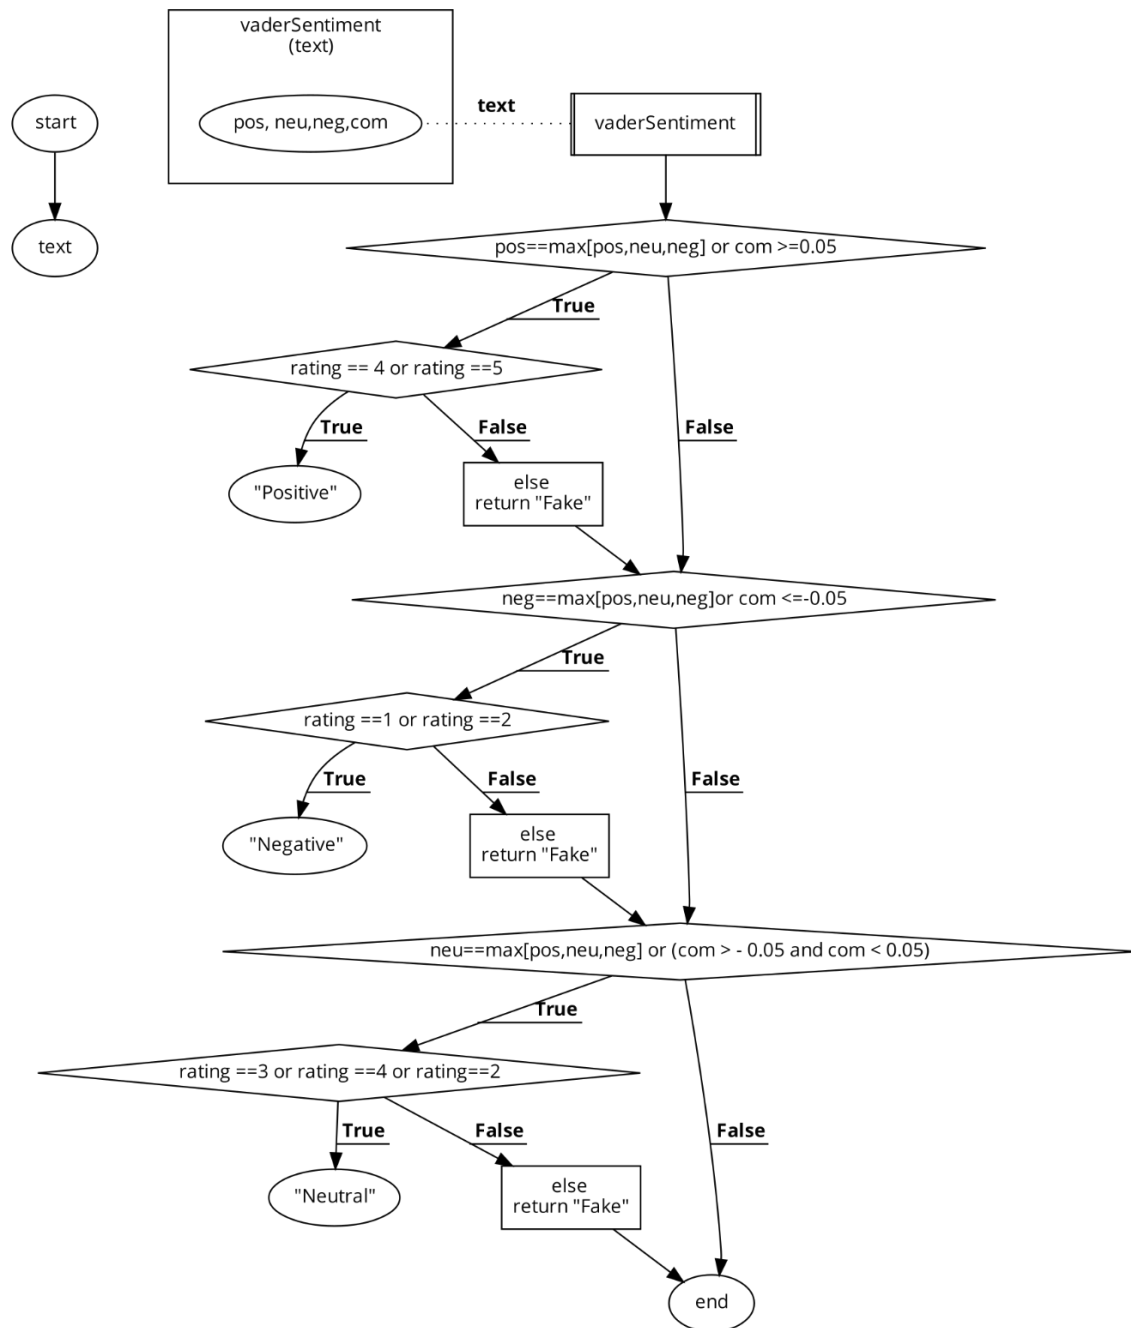 vaderSentiment
(text)
start
pos, neu,neg,com
text
vaderSentiment
text
pos==max[pos,neu,neg] or com >=0.05
True
rating == 4 or rating ==5
True
False
False
"Positive"
else
return "Fake"
neg==max[pos,neu,neg]or com <=-0.05
True
rating ==1 or rating ==2
True
False
False
"Negative"
else
return "Fake"
neu==max[pos,neu,neg] or (com > - 0.05 and com < 0.05)
True
rating ==3 or rating ==4 or rating==2
True
False
False
"Neutral"
else
return "Fake"
end